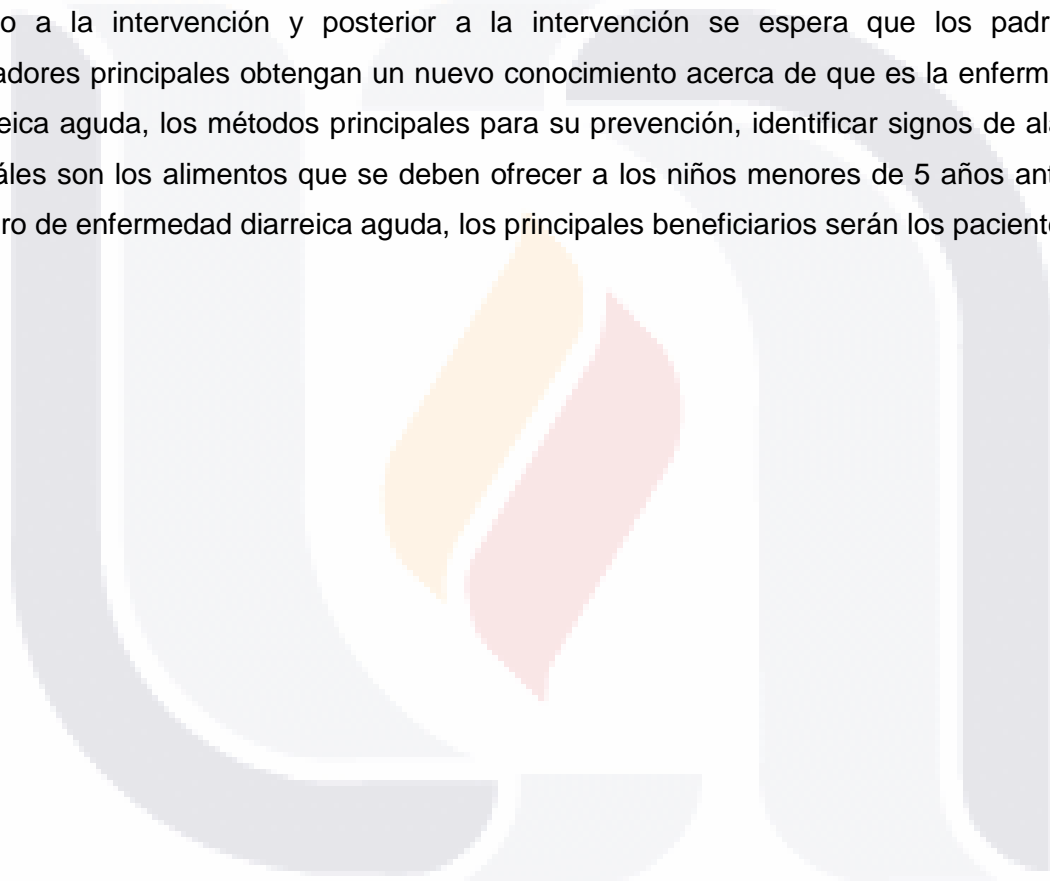 o a la intervención y posterior a la intervención se espera que los padr
adores principales obtengan un nuevo conocimiento acerca de que es la enferm
eica aguda, los métodos principales para su prevención, identificar signos de al
áles son los alimentos que se deben ofrecer a los niños menores de 5 años ant
ro de enfermedad diarreica aguda, los principales beneficiarios serán los pacient